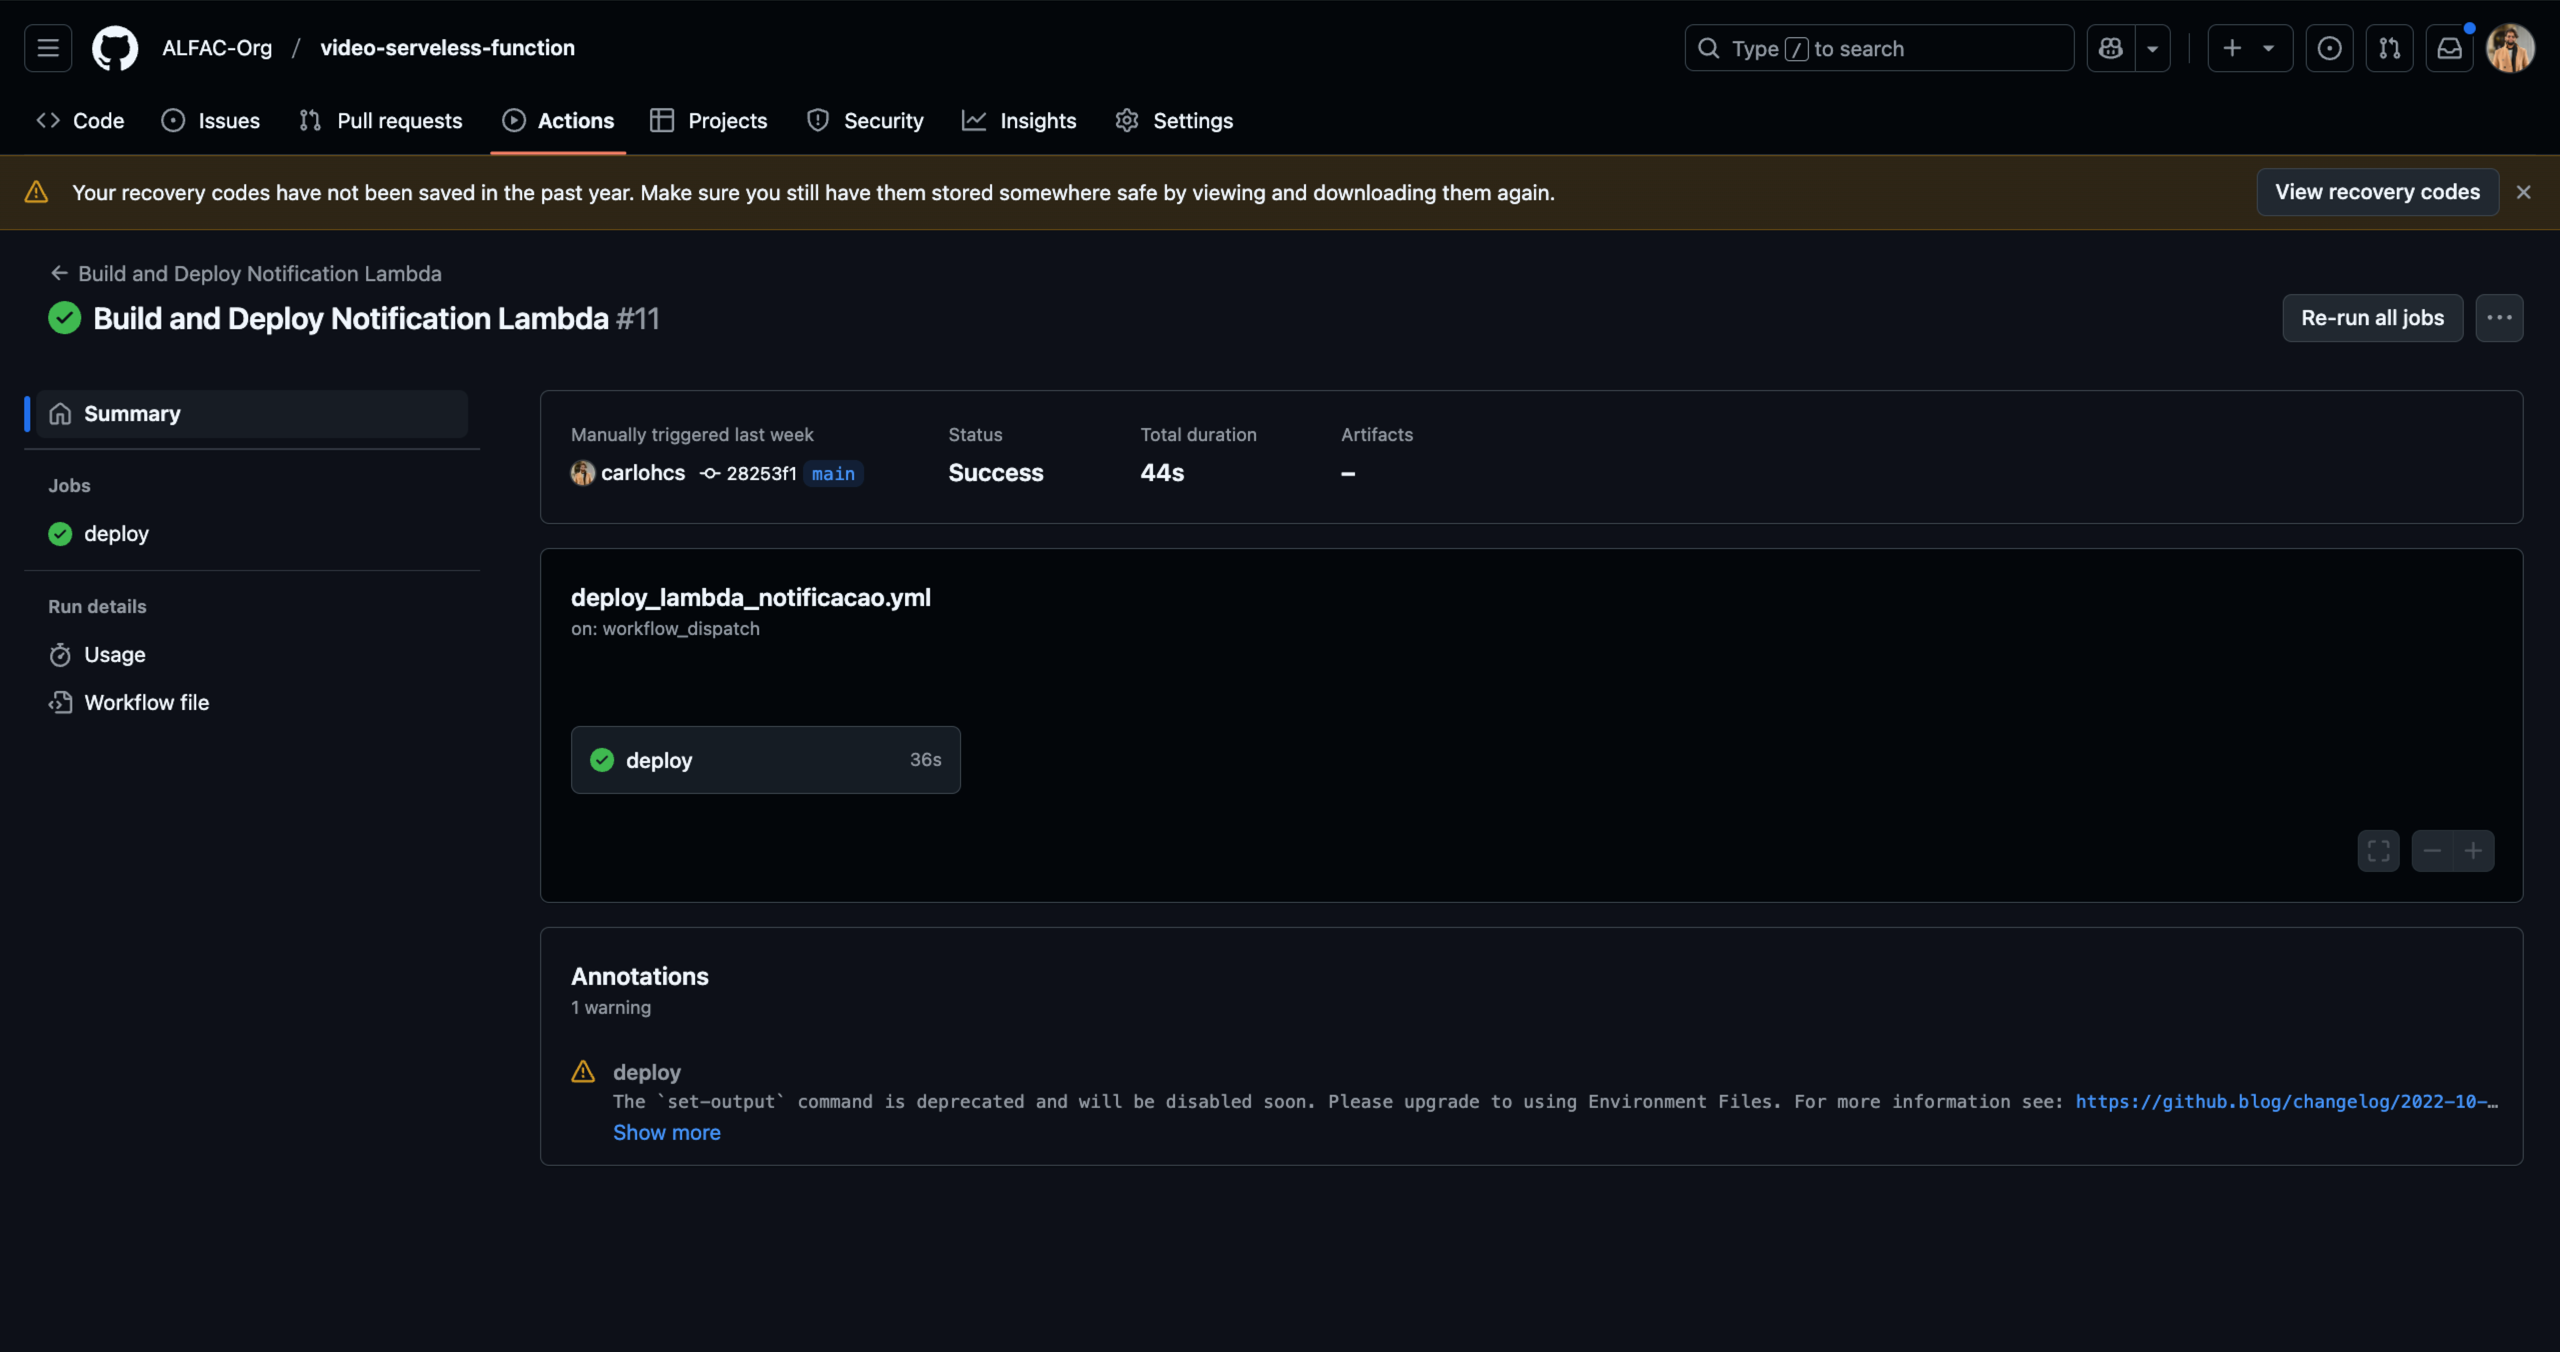 ALFAC-Org / video-serveless-function
Type / to search
Code Issues Pull requests Actions Projects Security Insights Settings
Your recovery codes have not been saved in the past year. Make sure you still have them stored somewhere safe by viewing and downloading them again.
View recovery codes
Build and Deploy Notification Lambda
Build and Deploy Notification Lambda #11
Re-run all jobs
Summary
Jobs
deploy
Run details
Usage
Workflow file
Manually triggered last week
carlohcs 28253f1 main
Status
Success
Total duration
44s
Artifacts
–
deploy_lambda_notificacao.yml
on: workflow_dispatch
deploy 36s
Annotations
1 warning
deploy
The `set-output` command is deprecated and will be disabled soon. Please upgrade to using Environment Files. For more information see: https://github.blog/changelog/2022-10-…
Show more